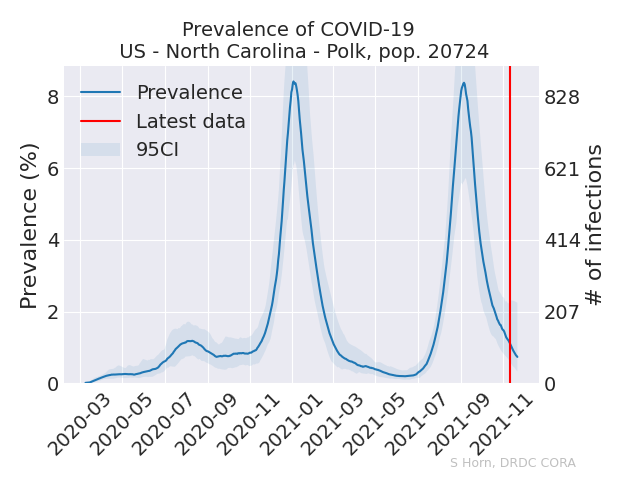 Prevalence of COVID-19
US - North Carolina - Polk, pop. 20724
Prevalence
Latest data
95CI
Prevalence (%)
8
6
4
2
0
828
621
414
207
0
# of infections
2020-03
2020-05
2020-07
2020-09
2020-11
2021-01
2021-03
2021-05
2021-07
2021-09
2021-11
S Horn, DRDC CORA